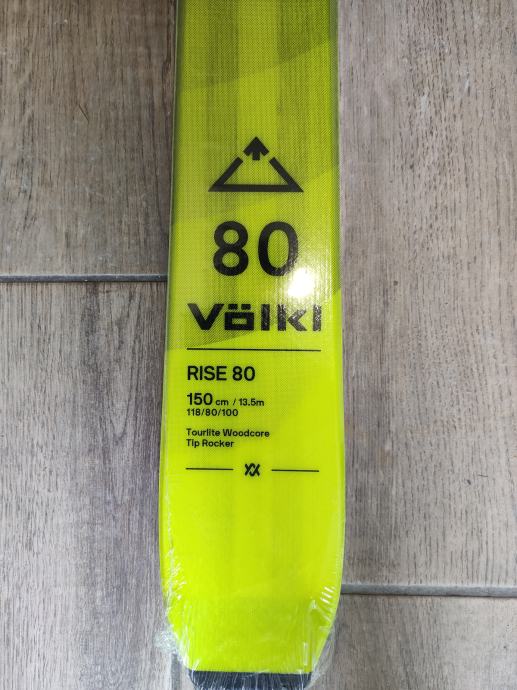 80
Völkl
RISE 80
150 cm / 13.5m
118/80/100
Tourlite Woodcore
Tip Rocker